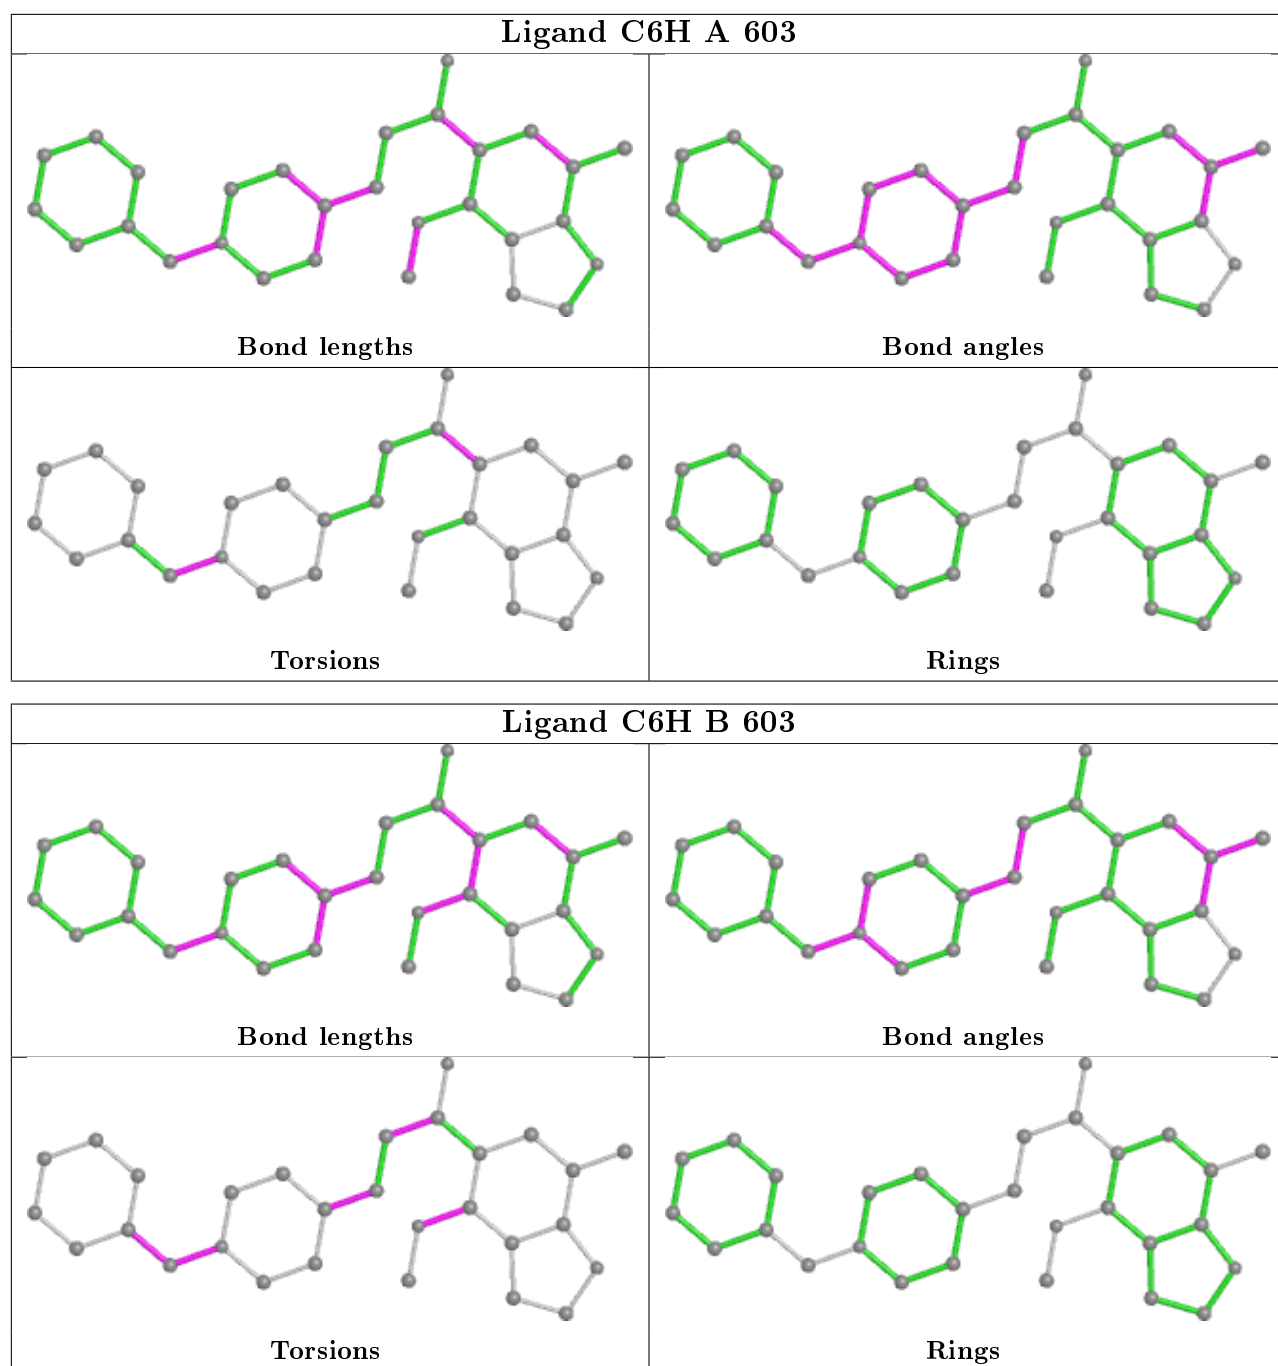 Ligand C6H A 603
Bond lengths
Bond angles
Torsions
Rings
Ligand C6H B 603
Bond lengths
Bond angles
Torsions
Rings